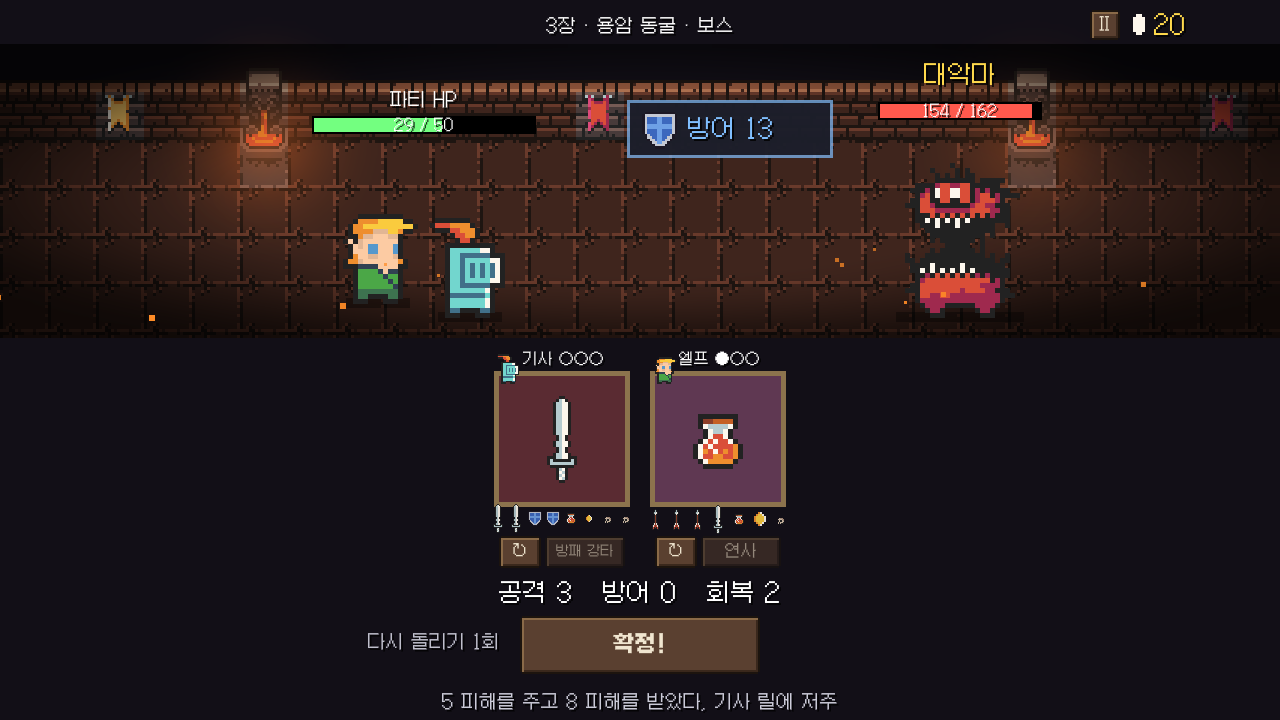 3장 · 용암 동굴 · 보스
II 20
대악마
파티 HP
29 / 50
방어 13
154 / 162
기사 ○○○
엘프 ●○○
↻ 방패 강타
↻ 연사
공격 3 방어 0 회복 2
다시 돌리기 1회
확정!
5 피해를 주고 8 피해를 받았다, 기사 릴에 저주